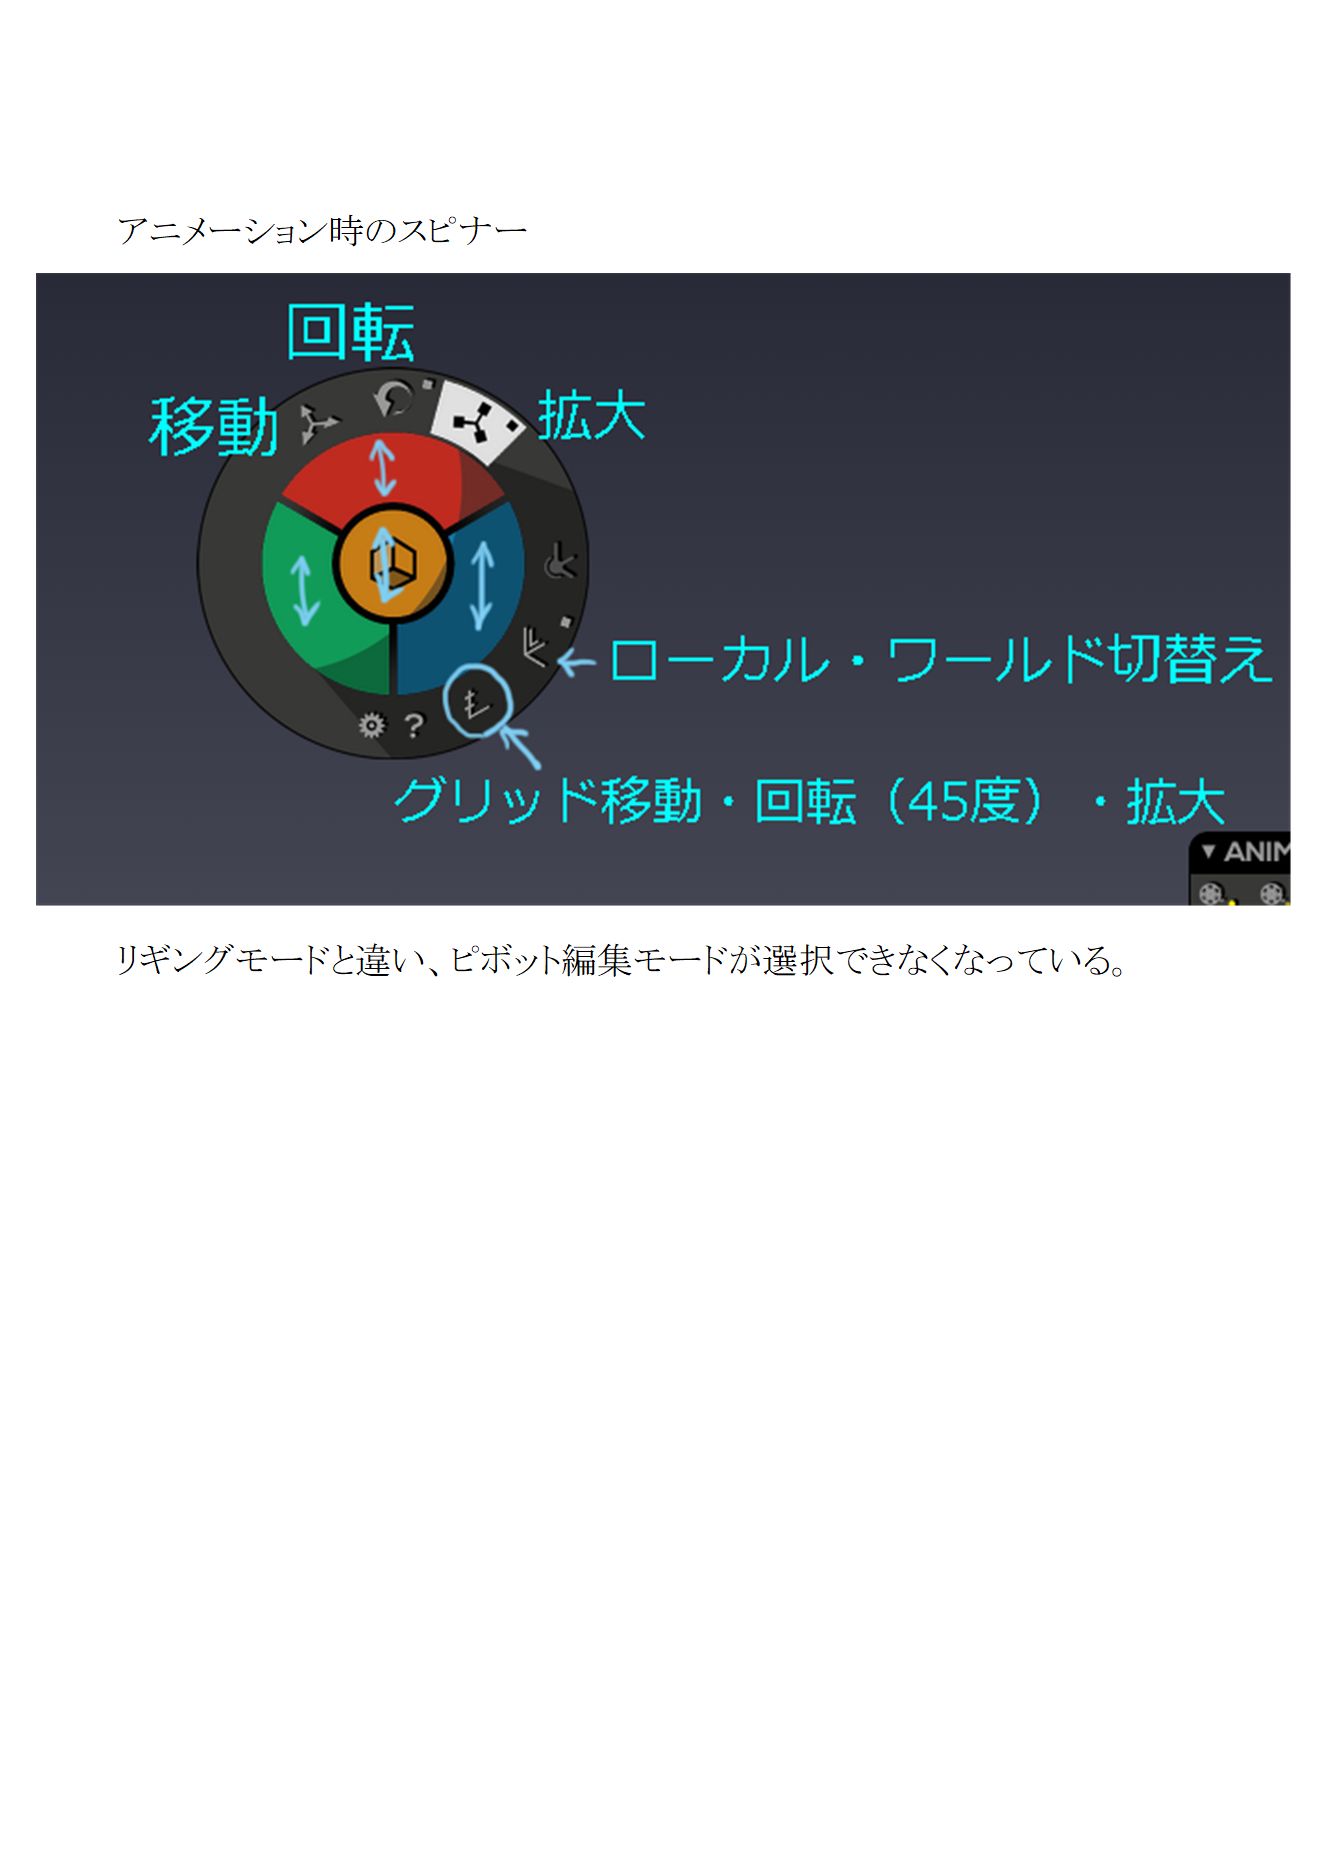 アニメーション時のスピナー
回転
移動
拡大
ローカル・ワールド切替え
?
グリッド移動・回転（45度）・拡大
▼ ANIM
リギングモードと違い、ピボット編集モードが選択できなくなっている。